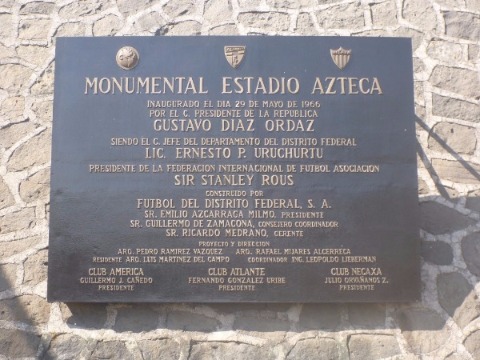 MONUMENTAL ESTADIO AZTECA
INAUGURADO EL DIA 29 DE MAYO DE 1966
POR EL C. PRESIDENTE DE LA REPUBLICA
GUSTAVO DIAZ ORDAZ
SIENDO EL C. JEFE DEL DEPARTAMENTO DEL DISTRITO FEDERAL
LIC. ERNESTO P. URUCHURTU
PRESIDENTE DE LA FEDERACION INTERNACIONAL DE FUTBOL ASOCIACION
SIR STANLEY ROUS
CONSTRUIDO POR
FUTBOL DEL DISTRITO FEDERAL, S. A.
SR. EMILIO AZCARRAGA MILMO, PRESIDENTE
SR. GUILLERMO DE ZAMACONA, CONSEJERO COORDINADOR
SR. RICARDO MEDRANO, GERENTE
PROYECTO Y DIRECCION
ARQ. PEDRO RAMIREZ VAZQUEZ ARQ. RAFAEL MIJARES ALCERRECA
RESIDENTE ARQ. LUIS MARTINEZ DEL CAMPO COORDINADOR ING. LEOPOLDO LIEBERMAN
CLUB AMERICA CLUB ATLANTE CLUB NECAXA
GUILLERMO J. CAÑEDO FERNANDO GONZALEZ URIBE JULIO ORVAÑANOS Z.
PRESIDENTE PRESIDENTE PRESIDENTE